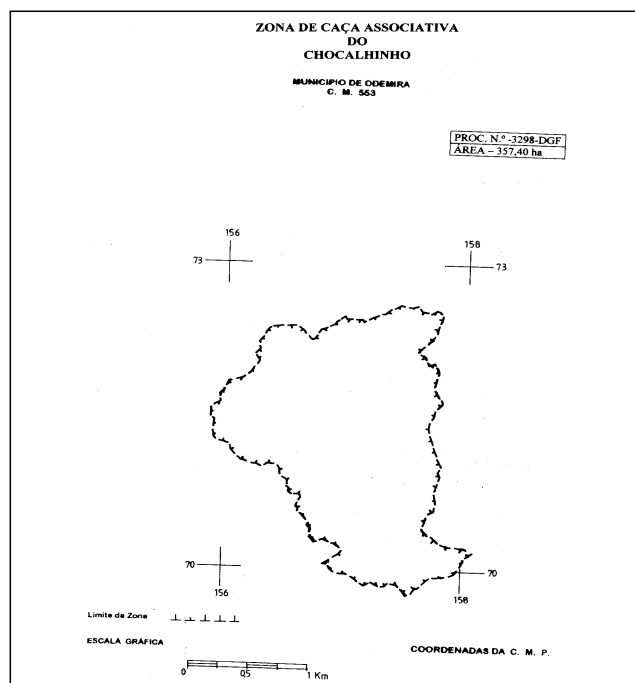 ZONA DE CAÇA ASSOCIATIVA
DO
CHOCALHINHO
MUNICIPIO DE ODEMIRA
C. M. 553
PROC. N.º -3298-DGF
ÁREA – 357,40 ha
156
73
158
73
70
156
70
158
Limite da Zona
ESCALA GRÁFICA
COORDENADAS DA C. M. P.
0
0,5
1 Km